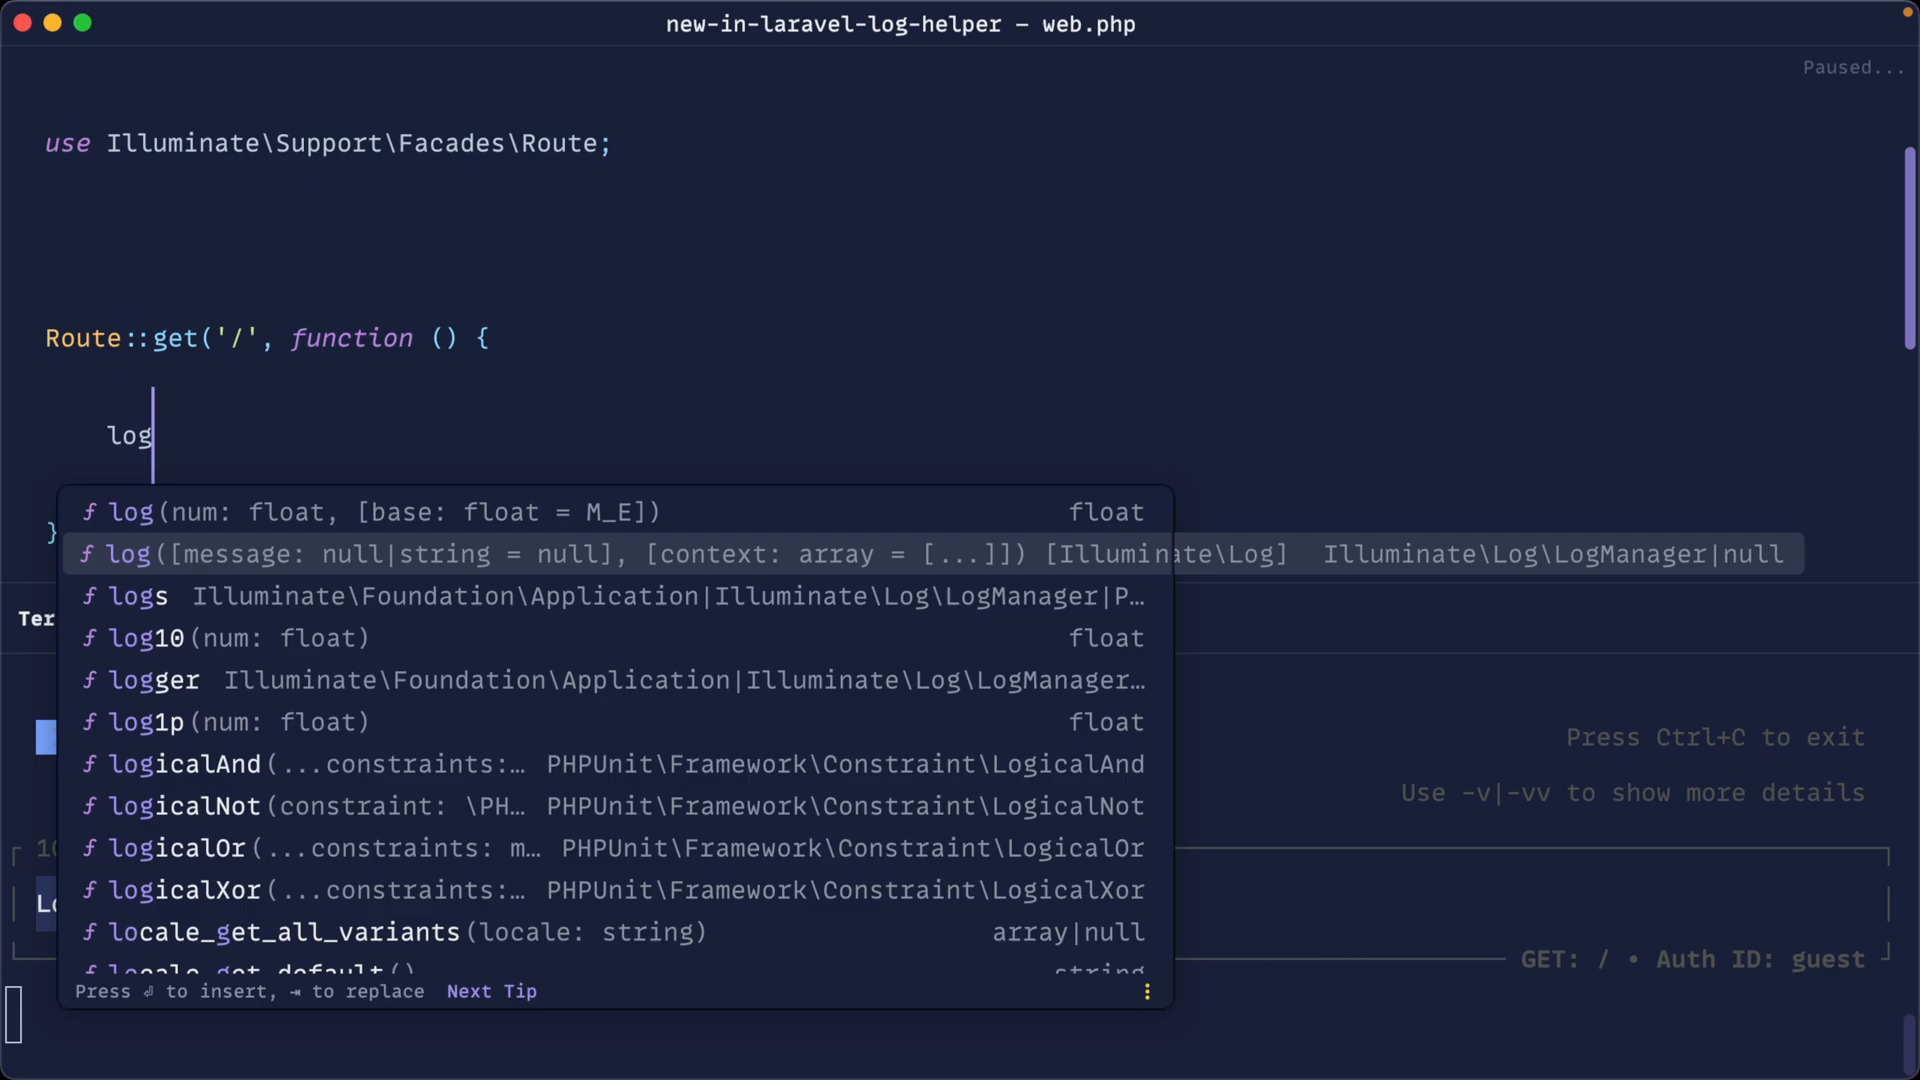 new-in-laravel-log-helper – web.php
Paused...
use Illuminate\Support\Facades\Route;
Route::get('/', function () {
log
}
f log(num: float, [base: float = M_E]) float
f log([message: null|string = null], [context: array = [...]]) [Illuminate\Log] Illuminate\Log\LogManager|null
f logs Illuminate\Foundation\Application|Illuminate\Log\LogManager|P…
f log10(num: float) float
f logger Illuminate\Foundation\Application|Illuminate\Log\LogManager…
f log1p(num: float) float
f logicalAnd(...constraints:… PHPUnit\Framework\Constraint\LogicalAnd
f logicalNot(constraint: \PH… PHPUnit\Framework\Constraint\LogicalNot
f logicalOr(...constraints: m… PHPUnit\Framework\Constraint\LogicalOr
f logicalXor(...constraints:… PHPUnit\Framework\Constraint\LogicalXor
f locale_get_all_variants(locale: string) array|null
f locale_get_default() string
Press ⏎ to insert, ⇥ to replace Next Tip
Ter
Press Ctrl+C to exit
Use -v|-vv to show more details
10
Lo
GET: / • Auth ID: guest